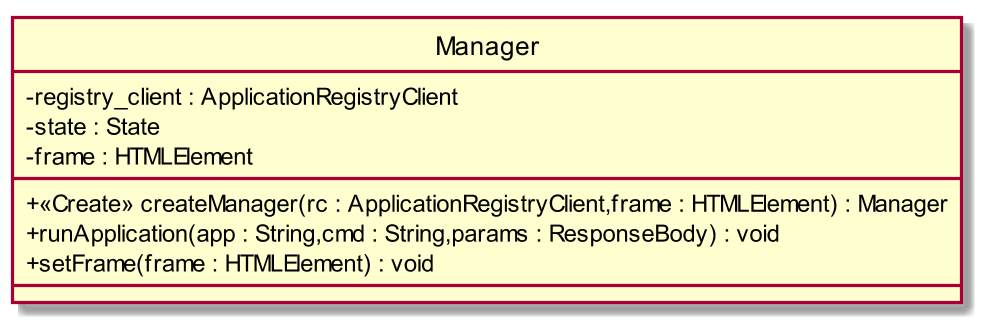 Manager
-registry_client : ApplicationRegistryClient
-state : State
-frame : HTMLElement
+«Create» createManager(rc : ApplicationRegistryClient,frame : HTMLElement) : Manager
+runApplication(app : String,cmd : String,params : ResponseBody) : void
+setFrame(frame : HTMLElement) : void